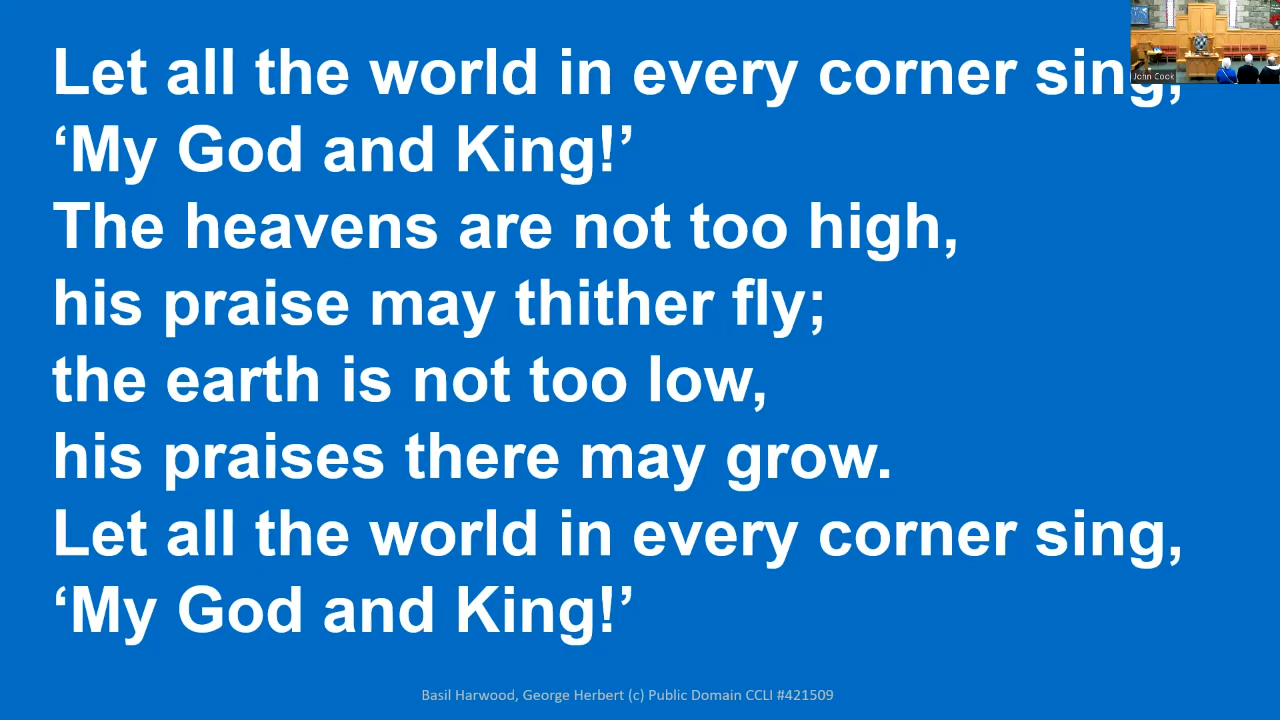 Let all the world in every corner sing,
‘My God and King!’
The heavens are not too high,
his praise may thither fly;
the earth is not too low,
his praises there may grow.
Let all the world in every corner sing,
‘My God and King!’
Basil Harwood, George Herbert (c) Public Domain CCLI #421509
John Cook